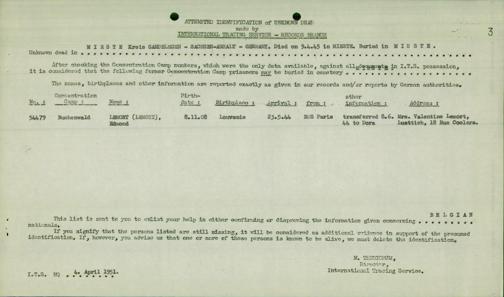 3
ATTEMPTED IDENTIFICATION of UNKNOWN DEAD
made by
INTERNATIONAL TRACING SERVICE - RECORDS BRANCH
Unknown dead in MIESTE Kreis GARDELEGEN - SACHSEN-ANHALT - GERMANY. Died on 9.4.45 in MIESTE. Buried in MIESTE.
After checking the Concentration Camp numbers, which were the only data available, against all documents in I.T.S. possession,
it is considered that the following former Concentration Camp prisoners may be buried in cemetery
The names, birthplaces and other information are reported exactly as given in our records and/or reports by German authorities.
No.: Concentration Camp: Name: Birth-Date: Birthplace: Arrival: from: other information: Address:
54479 Buchenwald LEMORT (LEMONT), Edmond 8.11.08 Louvania 23.5.44 BDS Paris transferred 8.6. Mrs. Valentine Lemort,
44 to Dora Lusttich, 18 Rue Coolers.
This list is sent to you to enlist your help in either confirming or disproving the information given concerning BELGIAN
nationals.
If you signify that the persons listed are still missing, it will be considered as additional evidence in support of the presumed
identification. If, however, you advise us that one or more of these persons is known to be alive, we must delete the identification.
Director,
International Tracing Service.
I.T.S. HQ 4. April 1951.